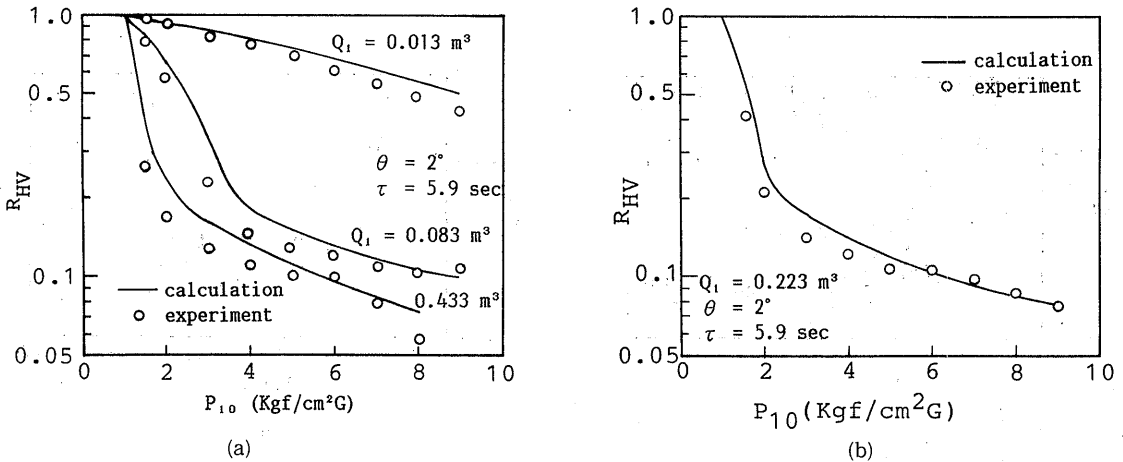 1.0
0.5
0.1
0.05
R_HV
Q₁ = 0.013 m³
θ = 2°
τ = 5.9 sec
Q₁ = 0.083 m³
0.433 m³
calculation
experiment
0 2 4 6 8 10
P₁₀ (Kgf/cm²G)
(a)
1.0
0.5
0.1
0.05
R_HV
calculation
experiment
Q₁ = 0.223 m³
θ = 2°
τ = 5.9 sec
0 2 4 6 8 10
P₁₀(Kgf/cm²G)
(b)